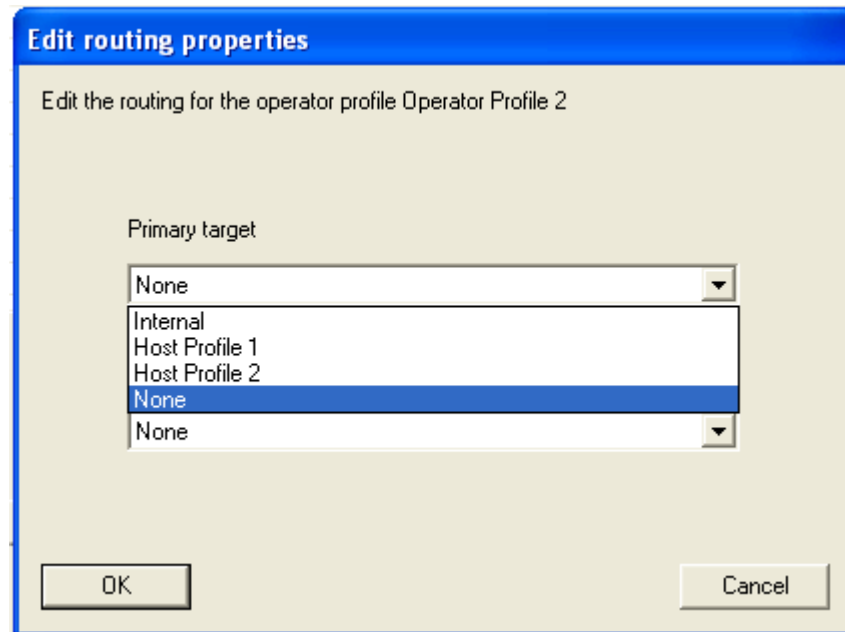 Edit routing properties
Edit the routing for the operator profile Operator Profile 2
Primary target
None
Internal
Host Profile 1
Host Profile 2
None
None
OK
Cancel